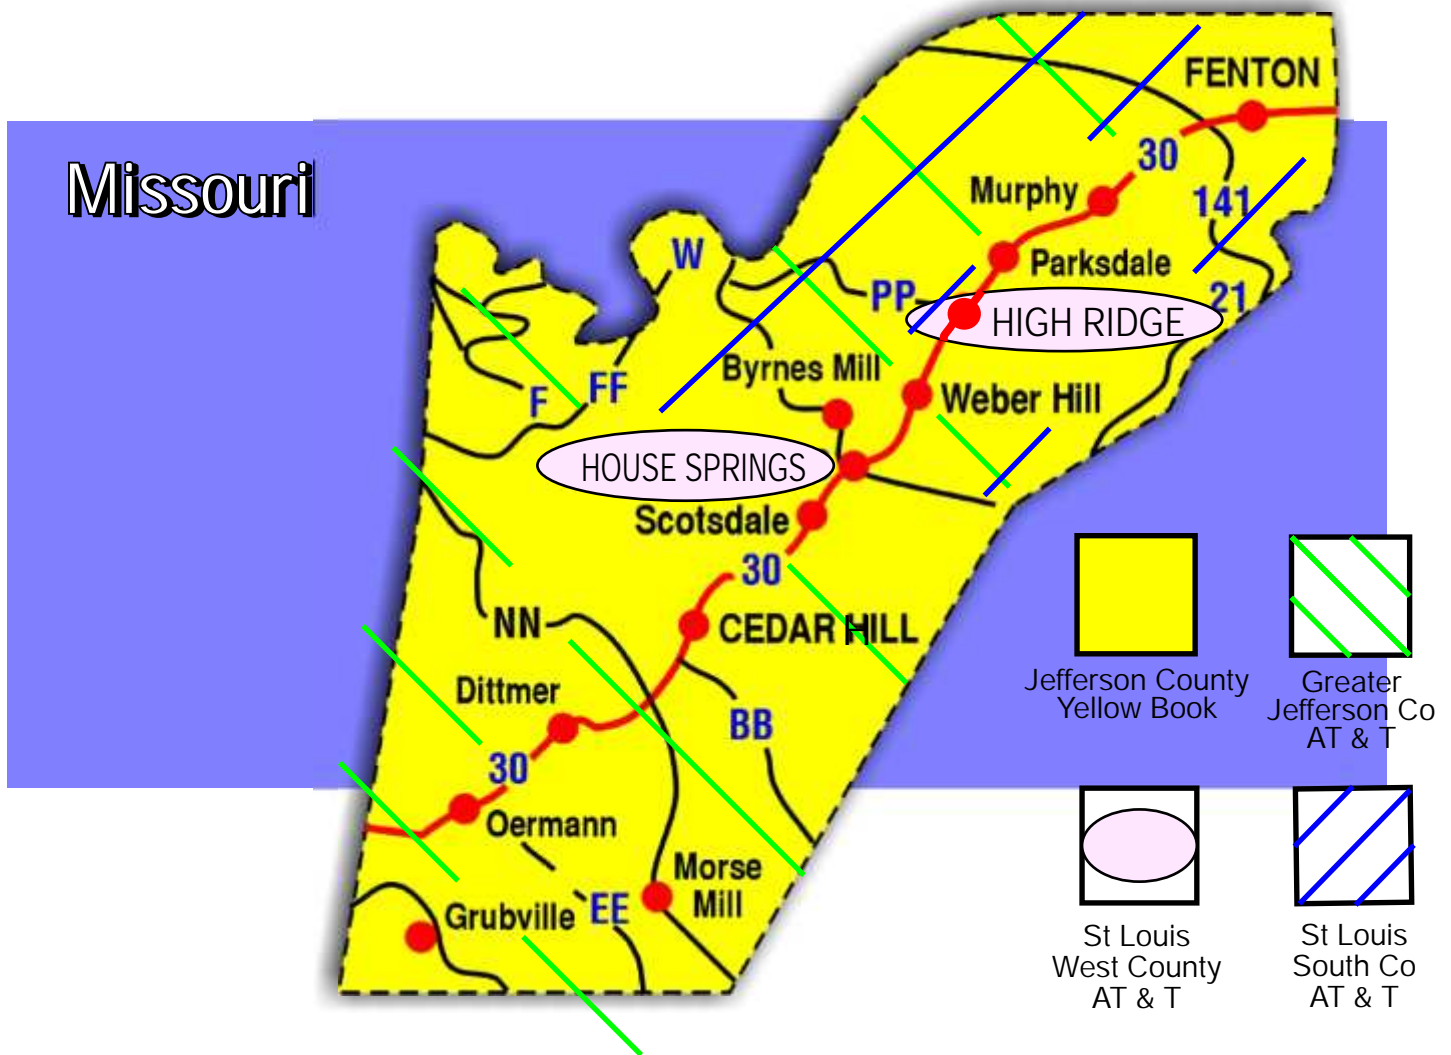 Missouri
FENTON
30
Murphy
141
W
Parksdale
PP
21
HIGH RIDGE
Byrnes Mill
F
FF
Weber Hill
HOUSE SPRINGS
Scotsdale
30
NN
CEDAR HILL
H
Dittmer
BB
30
Oermann
Morse
Mill
Grubville
EE
Jefferson County
Yellow Book
Greater
Jefferson Co
AT & T
St Louis
West County
AT & T
St Louis
South Co
AT & T